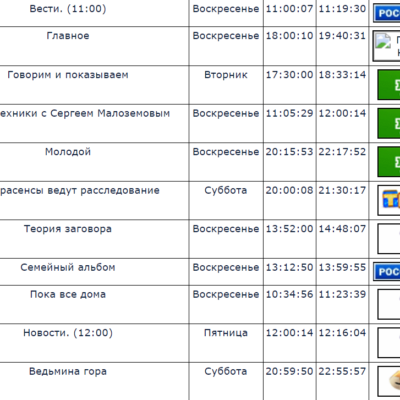 Вести. (11:00) Воскресенье 11:00:07 11:19:30 РОС
Главное Воскресенье 18:00:10 19:40:31
Говорим и показываем Вторник 17:30:00 18:33:14
ехники с Сергеем Малоземовым Воскресенье 11:05:29 12:00:14
Молодой Воскресенье 20:15:53 22:17:52
расенсы ведут расследование Суббота 20:00:08 21:30:17
Теория заговора Воскресенье 13:52:00 14:48:07
Семейный альбом Воскресенье 13:12:50 13:59:55 РОС
Пока все дома Воскресенье 10:34:56 11:23:39
Новости. (12:00) Пятница 12:00:14 12:16:04
Ведьмина гора Суббота 20:59:50 22:55:57